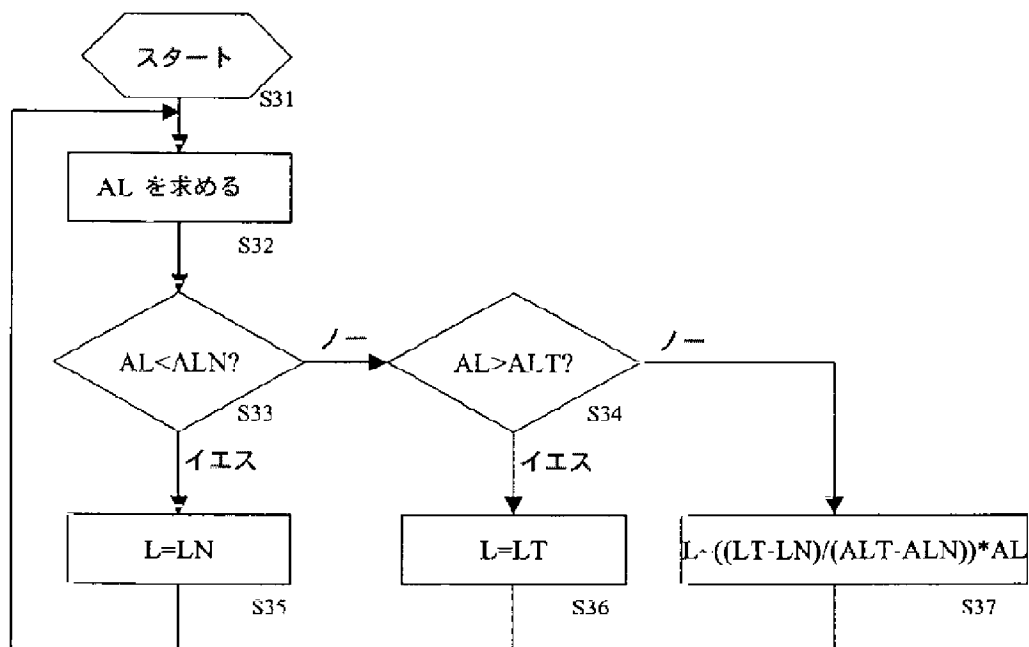 スタート
S31
AL を求める
S32
AL<ALN?
S33
ノー
AL>ALT?
S34
ノー
イエス
イエス
L=LN
S35
L=LT
S36
L=((LT-LN)/(ALT-ALN))*AL
S37